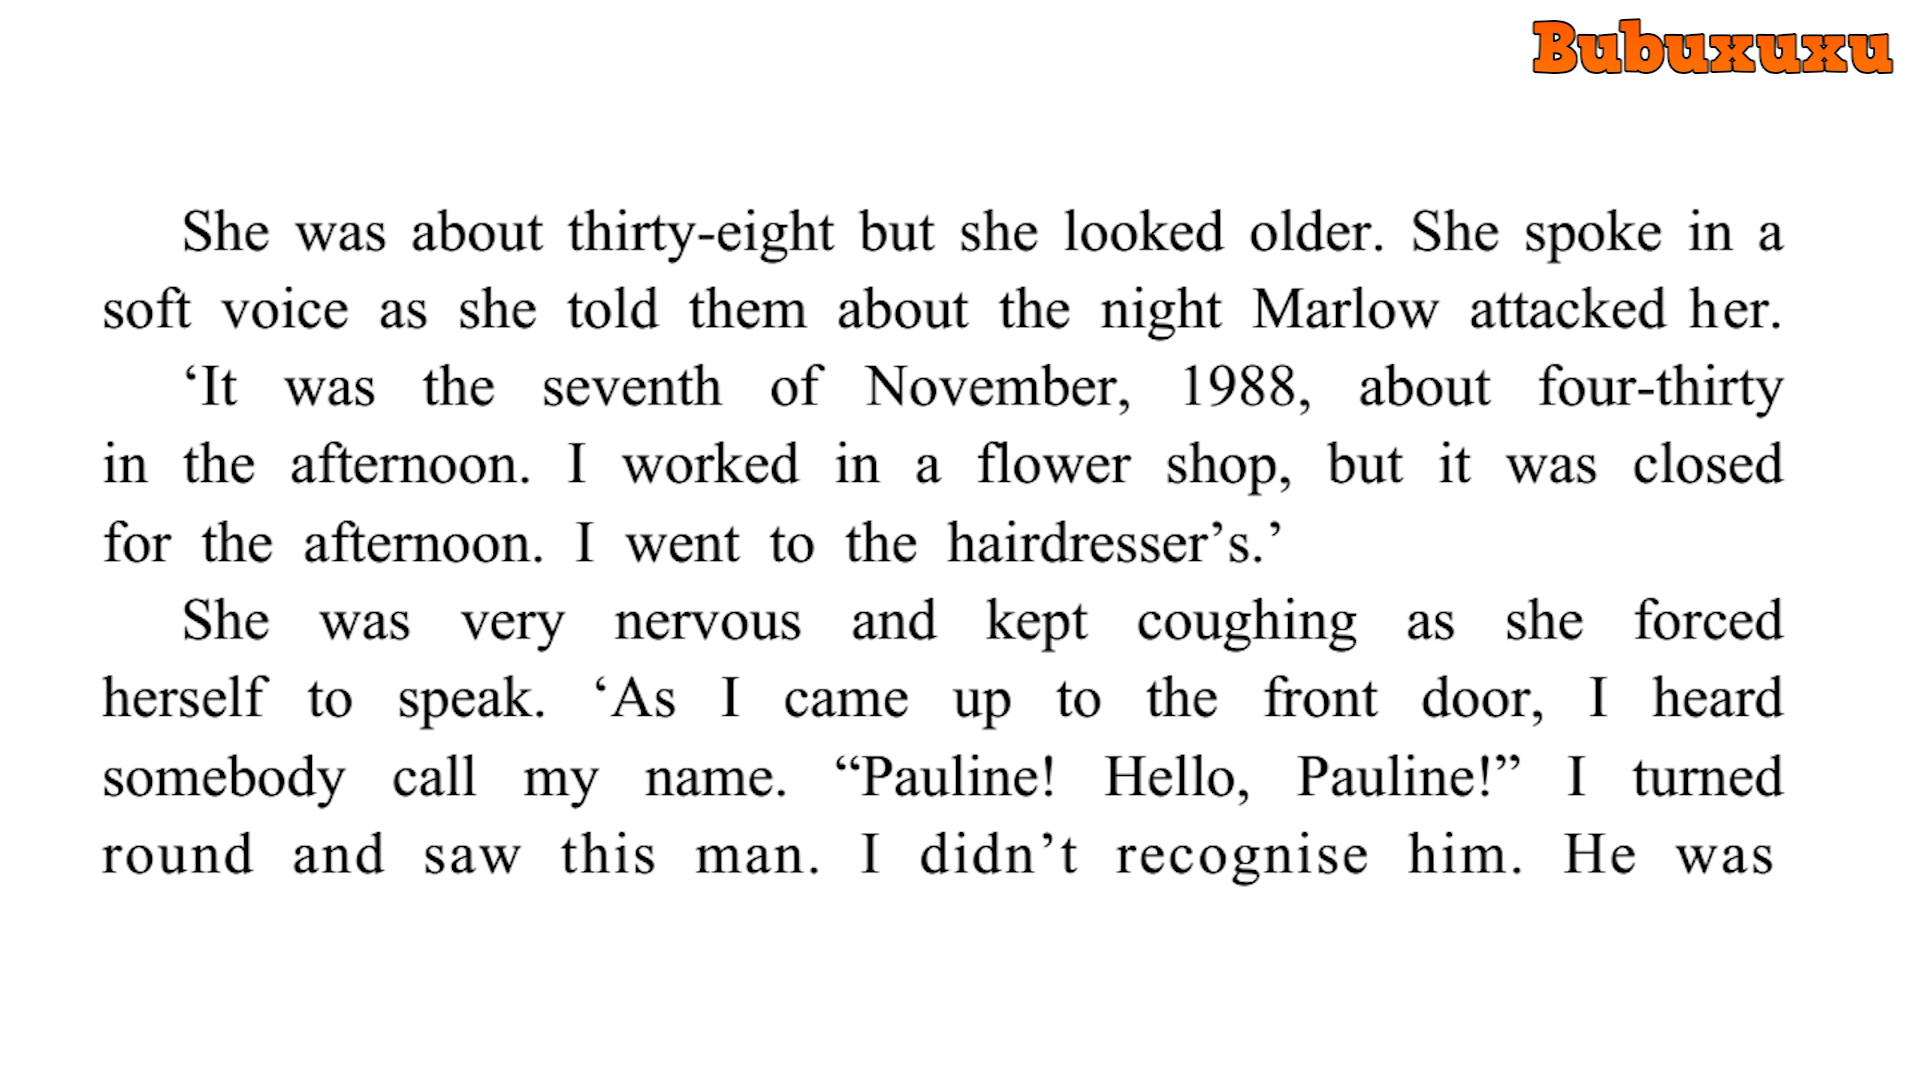 Bubuxuxu
She was about thirty-eight but she looked older. She spoke in a
soft voice as she told them about the night Marlow attacked her.
‘It was the seventh of November, 1988, about four-thirty
in the afternoon. I worked in a flower shop, but it was closed
for the afternoon. I went to the hairdresser’s.’
She was very nervous and kept coughing as she forced
herself to speak. ‘As I came up to the front door, I heard
somebody call my name. “Pauline! Hello, Pauline!” I turned
round and saw this man. I didn’t recognise him. He was